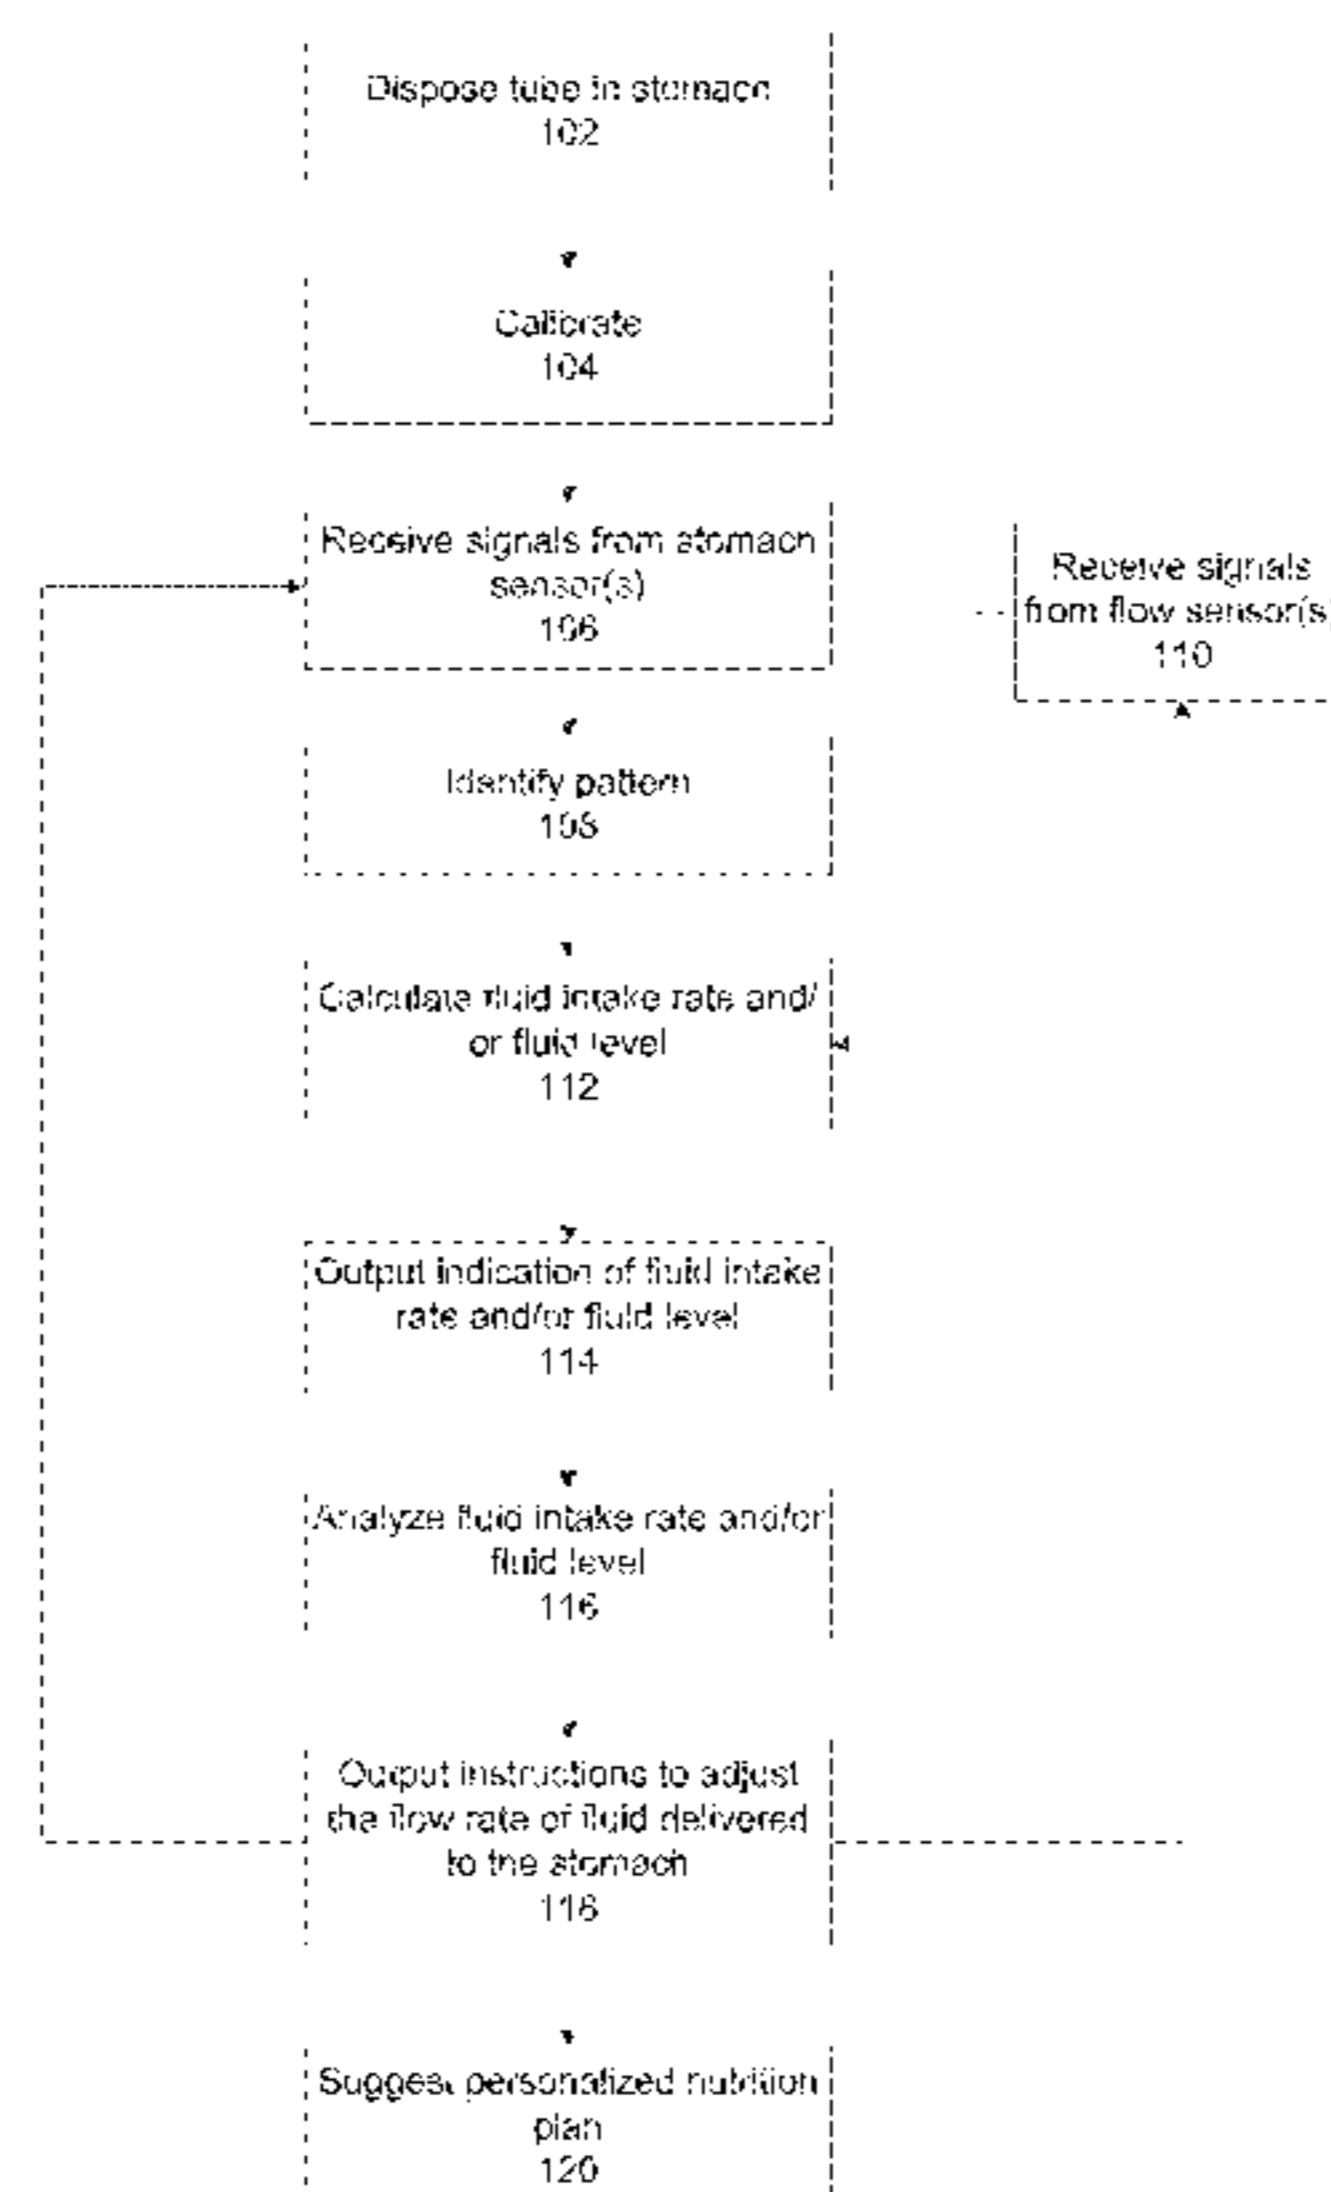 Dispose tube in stomach
102
Calibrate
104
Receive signals from stomach
sensor(s)
106
Receive signals
from flow sensor(s)
110
Identify pattern
108
Calculate fluid intake rate and/
or fluid level
112
Output indication of fluid intake
rate and/or fluid level
114
Analyze fluid intake rate and/or
fluid level
116
Output instructions to adjust
the flow rate of fluid delivered
to the stomach
118
Suggest personalized nutrition
plan
120